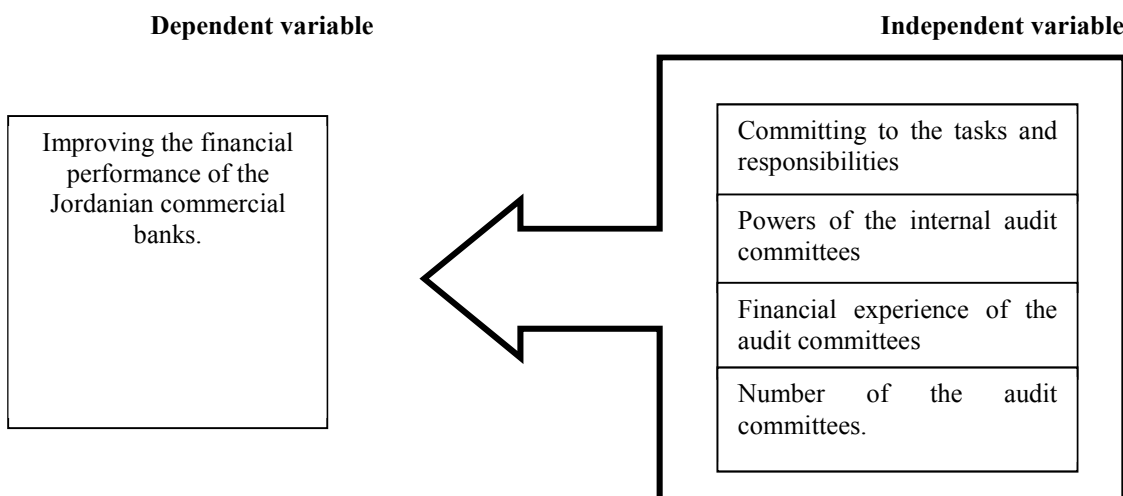 Dependent variable
Independent variable
Improving the financial
performance of the
Jordanian commercial
banks.
Committing to the tasks and
responsibilities
Powers of the internal audit
committees
Financial experience of the
audit committees
Number of the audit
committees.